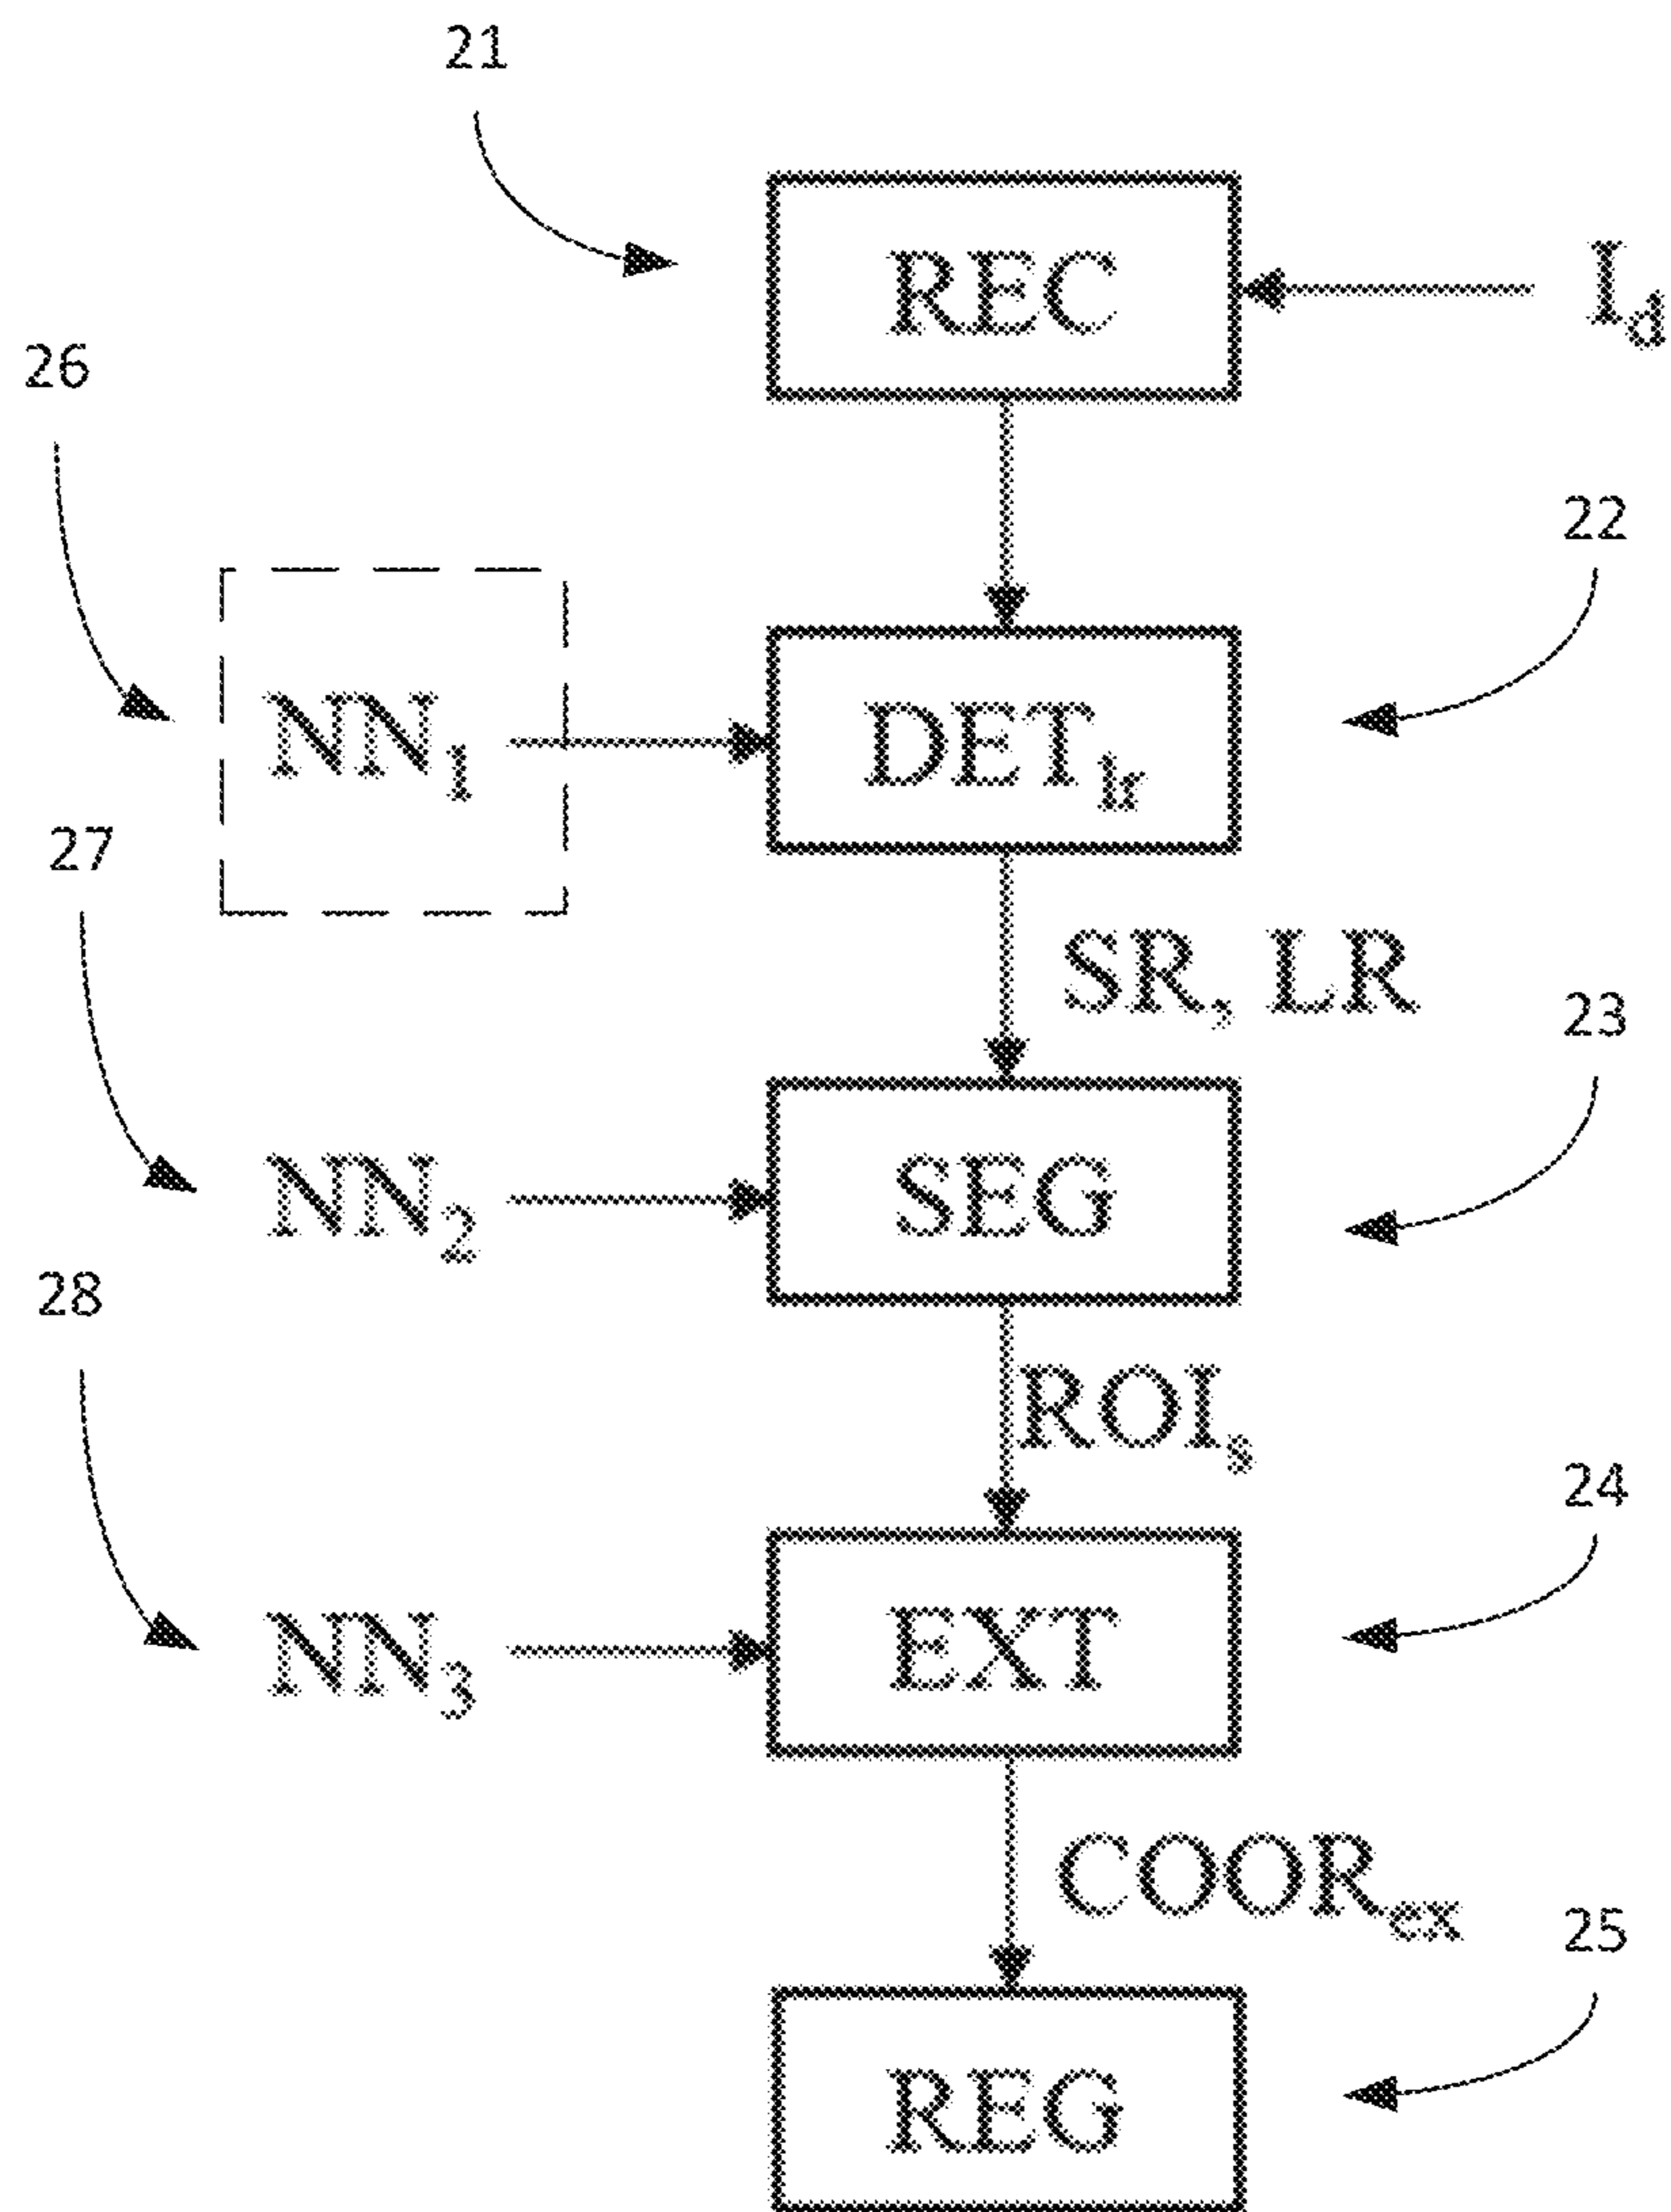 21
REC
I_d
26
22
NN_1
DET_lr
27
SR, LR
23
NN_2
SEG
28
ROI_s
24
NN_3
EXT
COOR_ex
25
REG